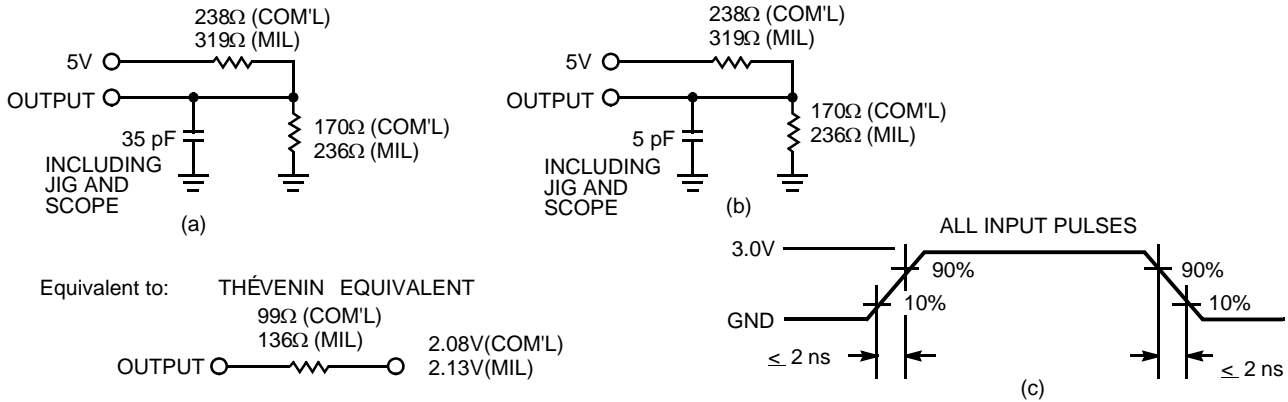 238Ω (COM'L)
319Ω (MIL)
5V
OUTPUT
35 pF
170Ω (COM'L)
236Ω (MIL)
INCLUDING
JIG AND
SCOPE
(a)
238Ω (COM'L)
319Ω (MIL)
5V
OUTPUT
5 pF
170Ω (COM'L)
236Ω (MIL)
INCLUDING
JIG AND
SCOPE
(b)
Equivalent to: THÉVENIN EQUIVALENT
99Ω (COM'L)
136Ω (MIL)
OUTPUT
2.08V(COM'L)
2.13V(MIL)
ALL INPUT PULSES
3.0V
90%
10%
90%
10%
GND
≤ 2 ns
≤ 2 ns
(c)